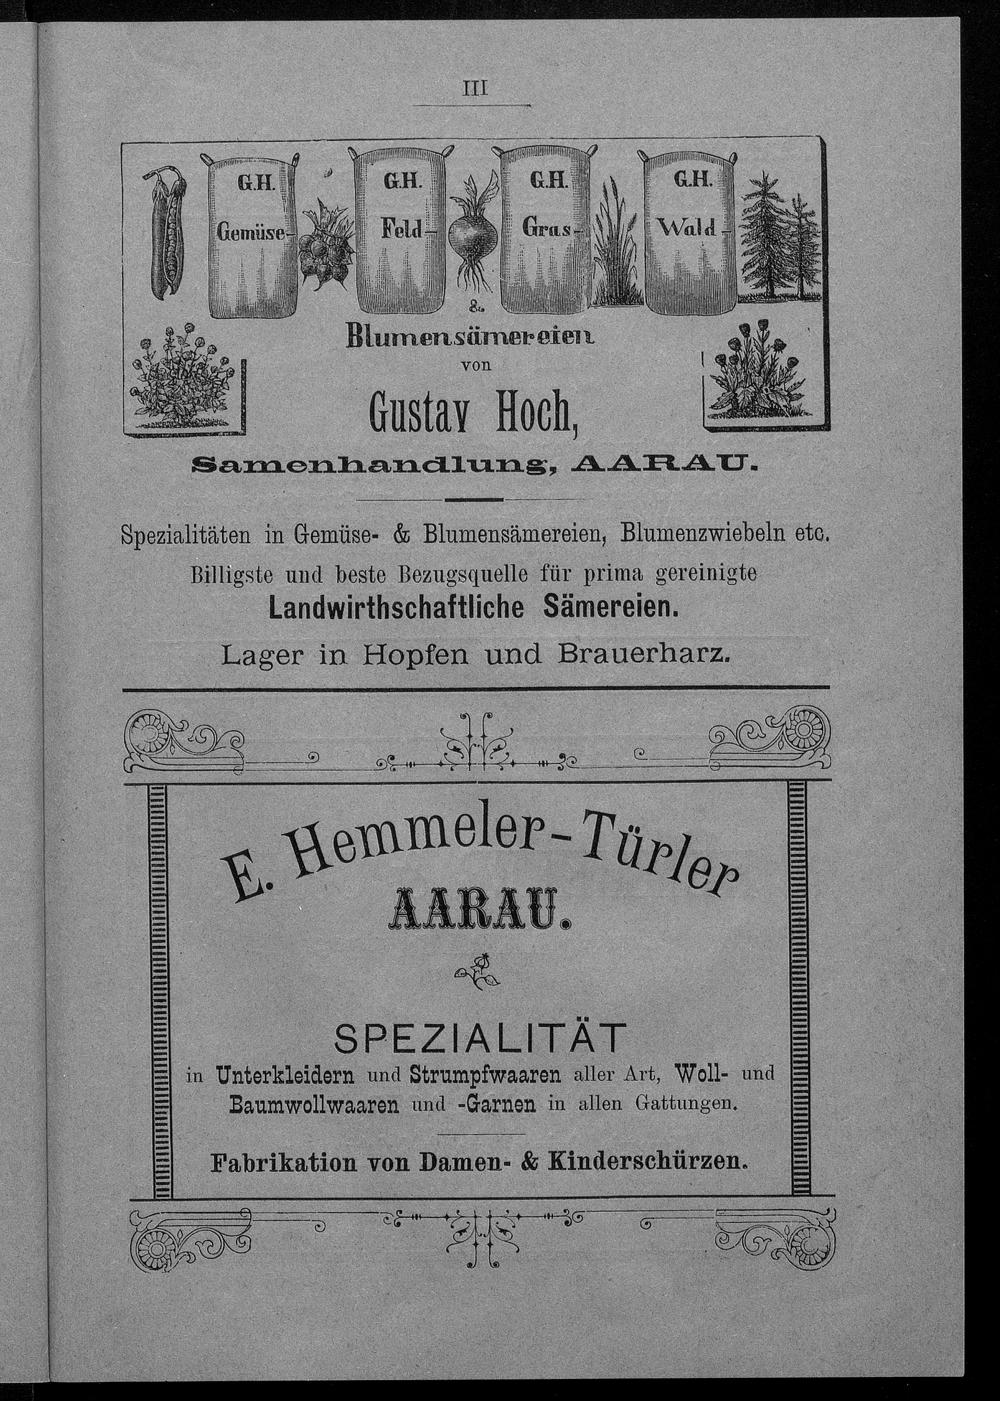 III
G.H. G.H. G.H. G.H.
Gemüse- Feld- Gras- Wald-
&
Blumensämereien
von
Gustav Hoch,
Samenhandlung, AARAU.
Spezialitäten in Gemüse- & Blumensämereien, Blumenzwiebeln etc.
Billigste und beste Bezugsquelle für prima gereinigte
Landwirthschaftliche Sämereien.
Lager in Hopfen und Brauerharz.
E. Hemmeler-Türler
AARAU.
SPEZIALITÄT
in Unterkleidern und Strumpfwaaren aller Art, Woll- und
Baumwollwaaren und -Garnen in allen Gattungen.
Fabrikation von Damen- & Kinderschürzen.